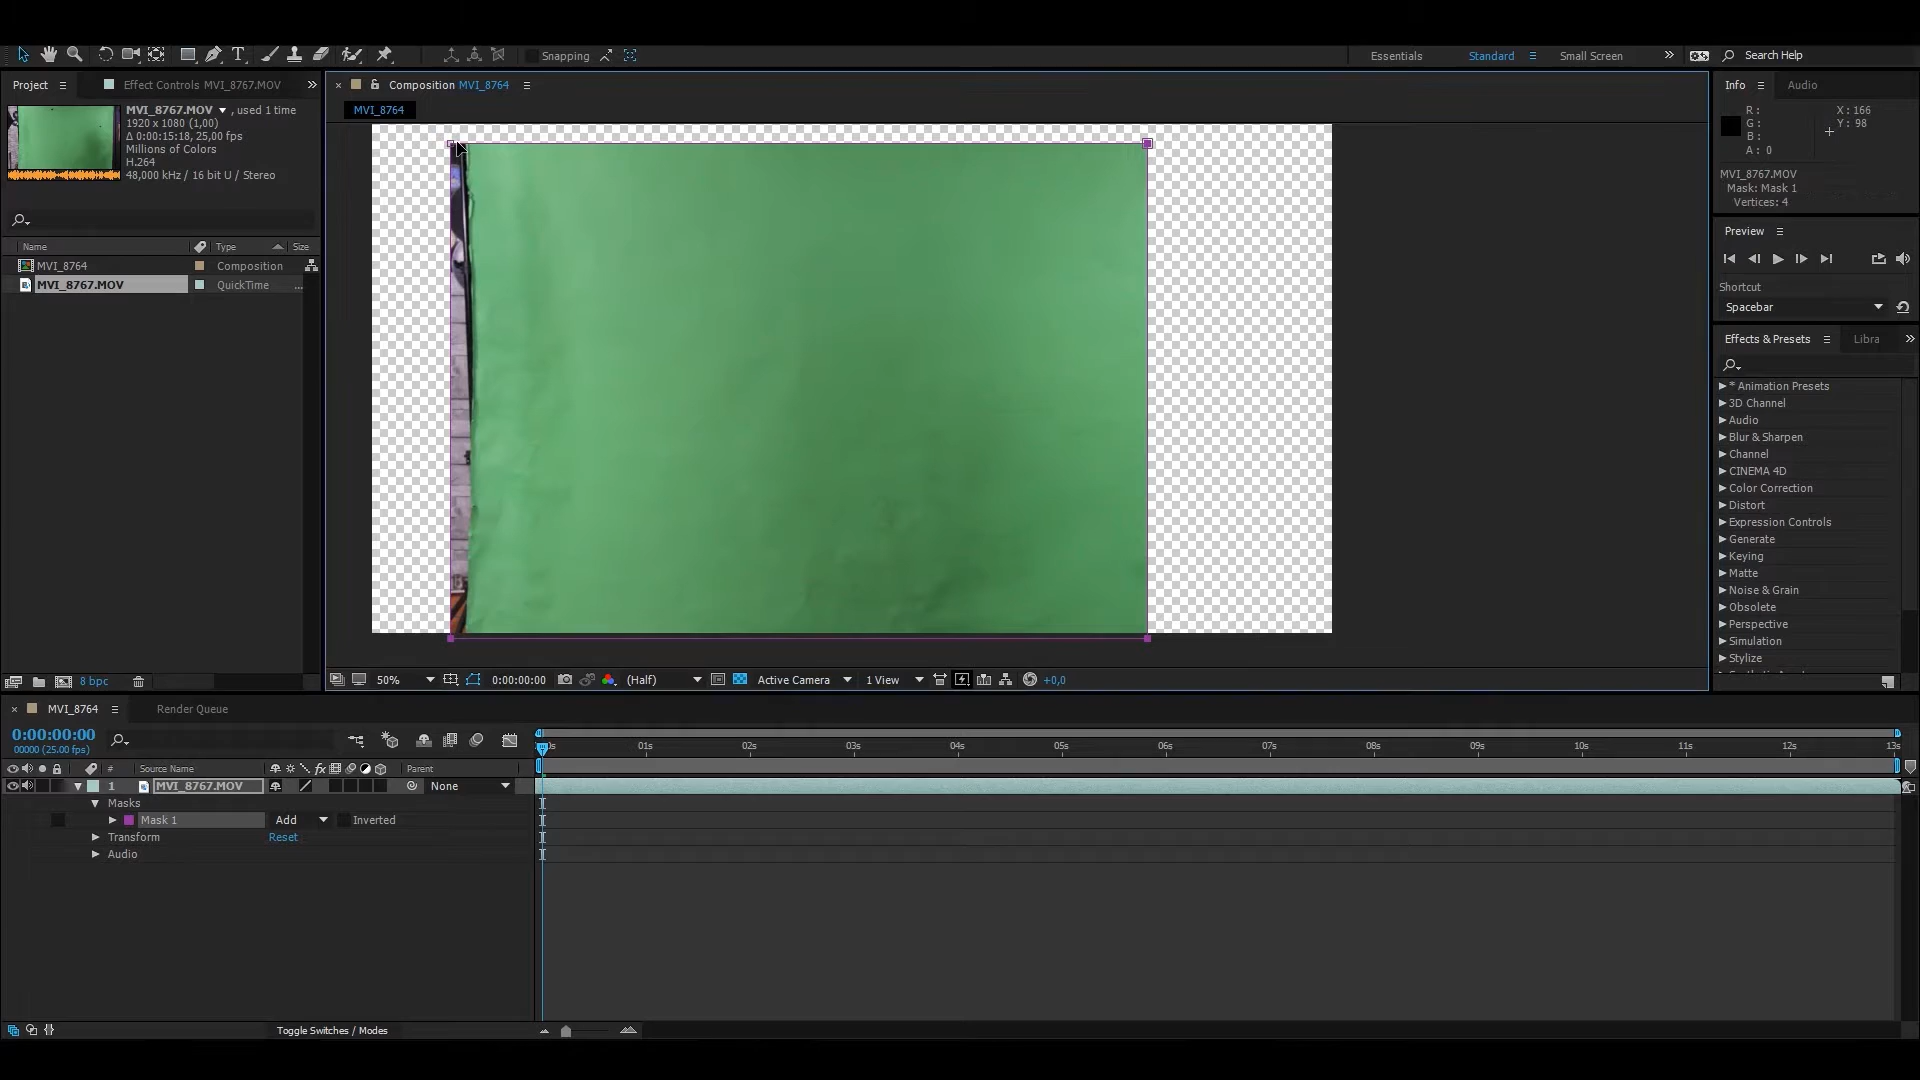 Snapping
Essentials
Standard
Small Screen
Search Help
Project
Effect Controls MVI_8767.MOV
Composition MVI_8764
Info
Audio
MVI_8764
MVI_8767.MOV , used 1 time
1920 x 1080 (1,00)
Δ 0:00:15:18, 25,00 fps)
Millions of Colors
H.264
48,000 kHz / 16 bit U / Stereo
R :
G :
B :
A : 0
X : 166
Y : 98
MVI_8767.MOV
Mask: Mask 1
Vertices: 4
Preview
Shortcut
Spacebar
Name
Type
Size
MVI_8764
Composition
MVI_8767.MOV
QuickTime
...
Effects & Presets
Libra
* Animation Presets
3D Channel
Audio
Blur & Sharpen
Channel
CINEMA 4D
Color Correction
Distort
Expression Controls
Generate
Keying
Matte
Noise & Grain
Obsolete
Perspective
Simulation
Stylize
8 bpc
50%
0:00:00:00
(Half)
Active Camera
1 View
+0,0
MVI_8764
Render Queue
0:00:00:00
00000 (25.00 fps)
01s
02s
03s
04s
05s
06s
07s
08s
09s
10s
11s
12s
13s
#
Source Name
fx
Parent
1
MVI_8767.MOV
None
Masks
Mask 1
Add
Inverted
Transform
Reset
Audio
Toggle Switches / Modes